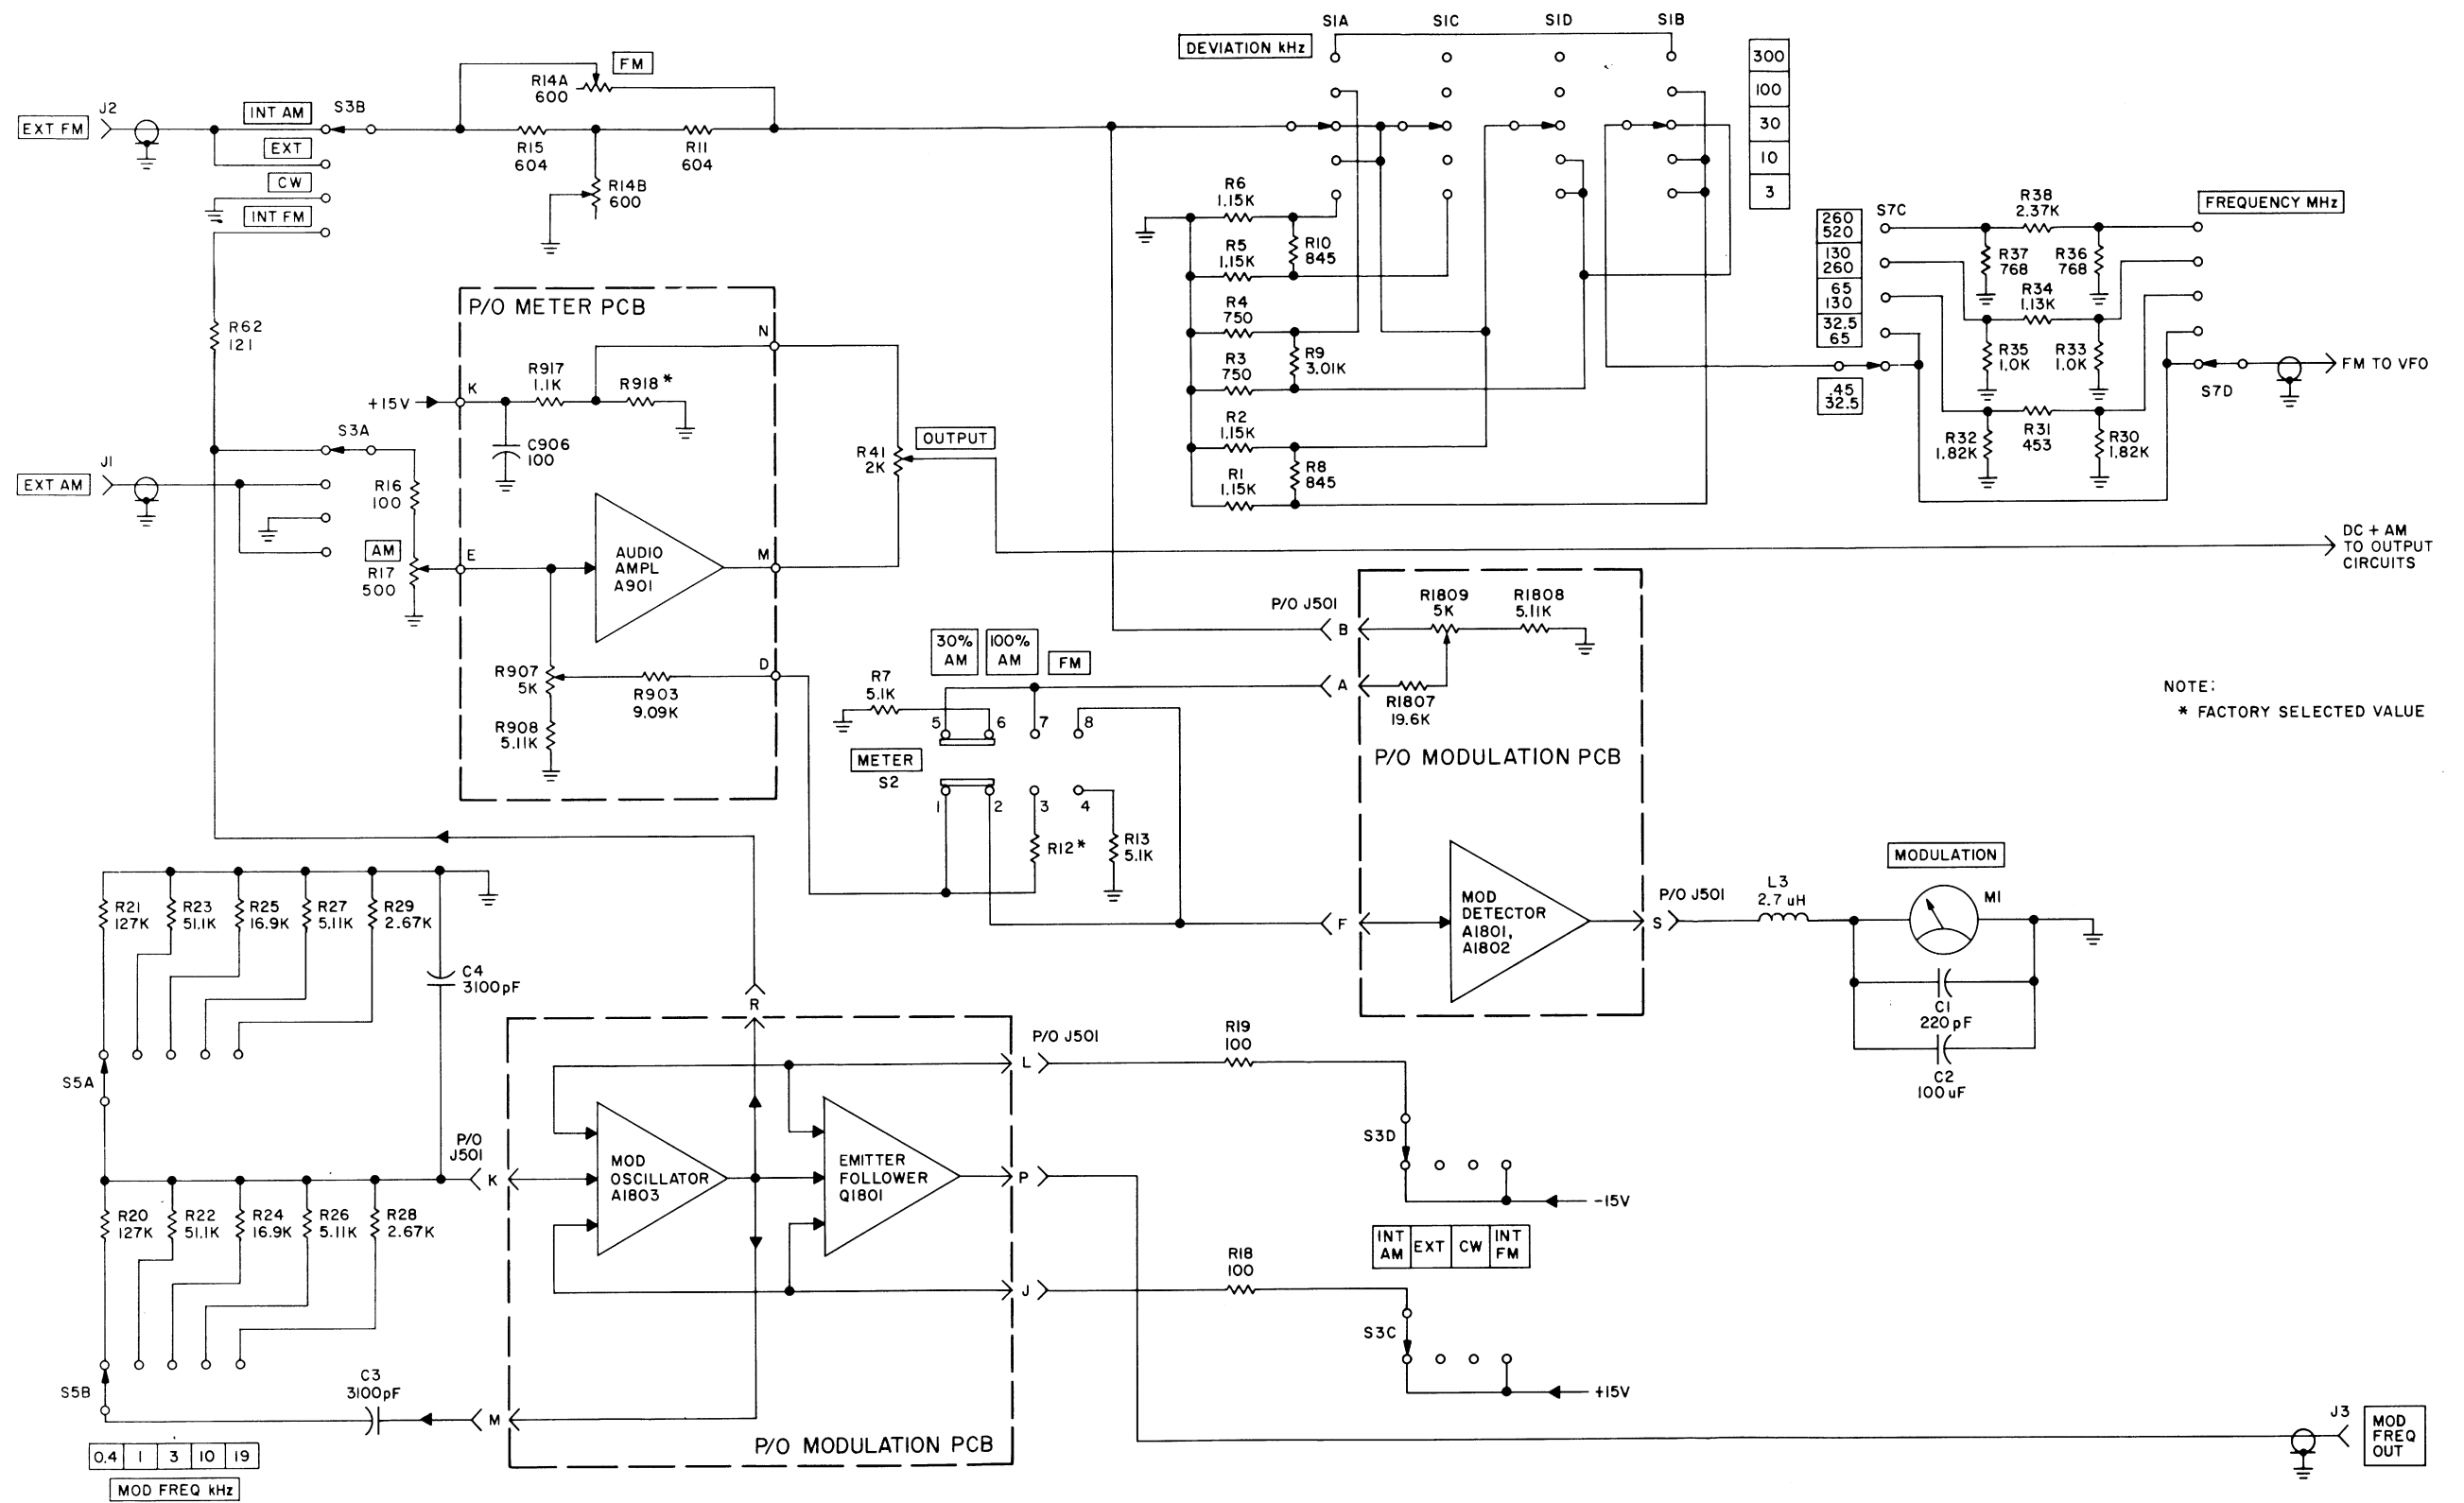 S1A S1C S1D S1B
DEVIATION kHz
300
100
30
10
3
FM
R14A
600
J2
EXT FM
INT AM
S3B
EXT
CW
INT FM
R15
604
R11
604
R14B
600
R6
1.15K
R10
845
R5
1.15K
R4
750
R9
3.01K
R3
750
R2
1.15K
R8
845
R1
1.15K
260
520
130
260
65
130
32.5
65
.45
32.5
S7C
R38
2.37K
FREQUENCY MHz
R37
768
R36
768
R34
1.13K
R35
1.0K
R33
1.0K
R32
1.82K
R31
453
R30
1.82K
S7D
FM TO VFO
P/O METER PCB
N
R62
121
R917
1.1K
R918*
K
+15V
C906
100
S3A
OUTPUT
R41
2K
J1
EXT AM
R16
100
AM
R17
500
E
AUDIO
AMPL
A901
M
DC + AM
TO OUTPUT
CIRCUITS
D
R907
5K
R903
9.09K
R908
5.11K
30%
AM
100%
AM
FM
R7
5.1K
5 6 7 8
METER
S2
1 2 3 4
R12*
R13
5.1K
P/O J501
B
R1809
5K
R1808
5.11K
A
R1807
19.6K
P/O MODULATION PCB
NOTE:
* FACTORY SELECTED VALUE
F
MOD
DETECTOR
A1801,
A1802
S
P/O J501
L3
2.7 uH
MODULATION
M1
C1
220pF
C2
100uF
R21
127K
R23
51.1K
R25
16.9K
R27
5.11K
R29
2.67K
C4
3100pF
S5A
R
P/O J501
L
R19
100
S3D
-15V
P/O
J501
K
MOD
OSCILLATOR
A1803
EMITTER
FOLLOWER
Q1801
P
R20
127K
R22
51.1K
R24
16.9K
R26
5.11K
R28
2.67K
INT
AM
EXT
CW
INT
FM
J
R18
100
S3C
+15V
S5B
C3
3100pF
M
P/O MODULATION PCB
0.4 1 3 10 19
MOD FREQ kHz
J3
MOD
FREQ
OUT